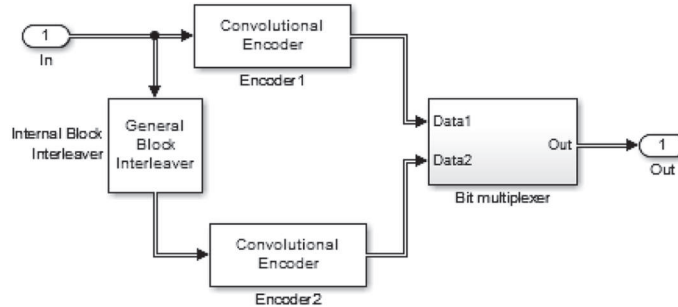 1
In
Convolutional
Encoder
Encoder1
Internal Block
Interleaver
General
Block
Interleaver
Convolutional
Encoder
Encoder2
Data1
Data2
Out
Bit multiplexer
1
Out